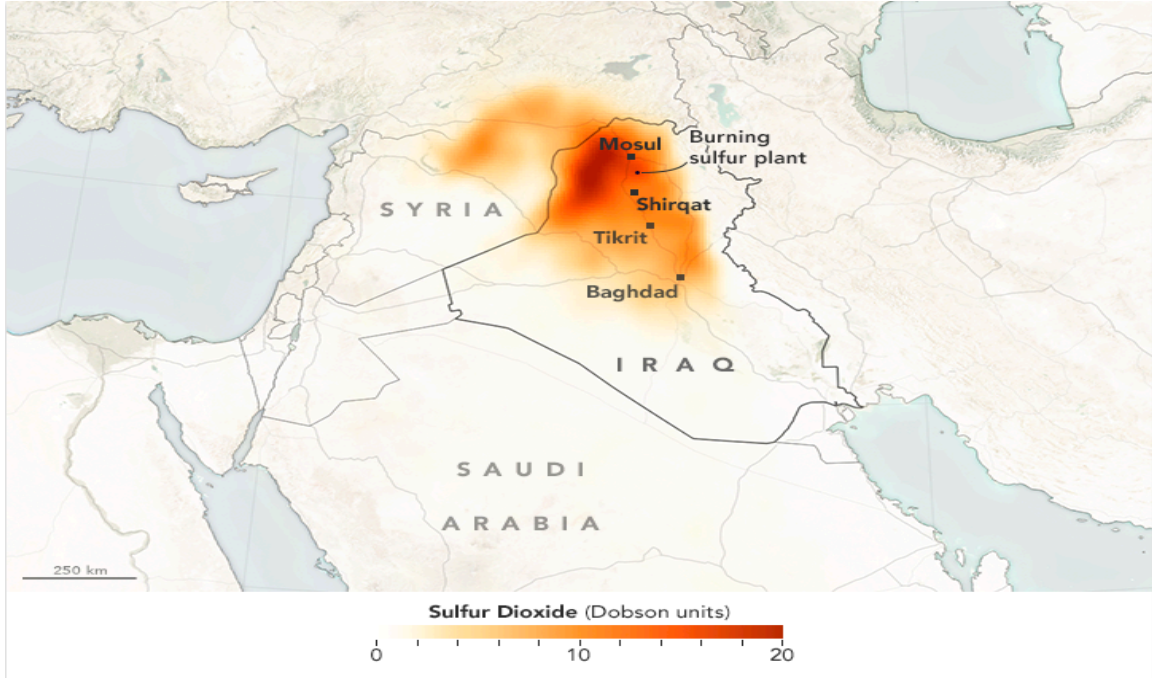 Mosul
Burning
sulfur plant
SYRIA
Shirqat
Tikrit
Baghdad
IRAQ
SAUDI
ARABIA
250 km
Sulfur Dioxide (Dobson units)
0 10 20